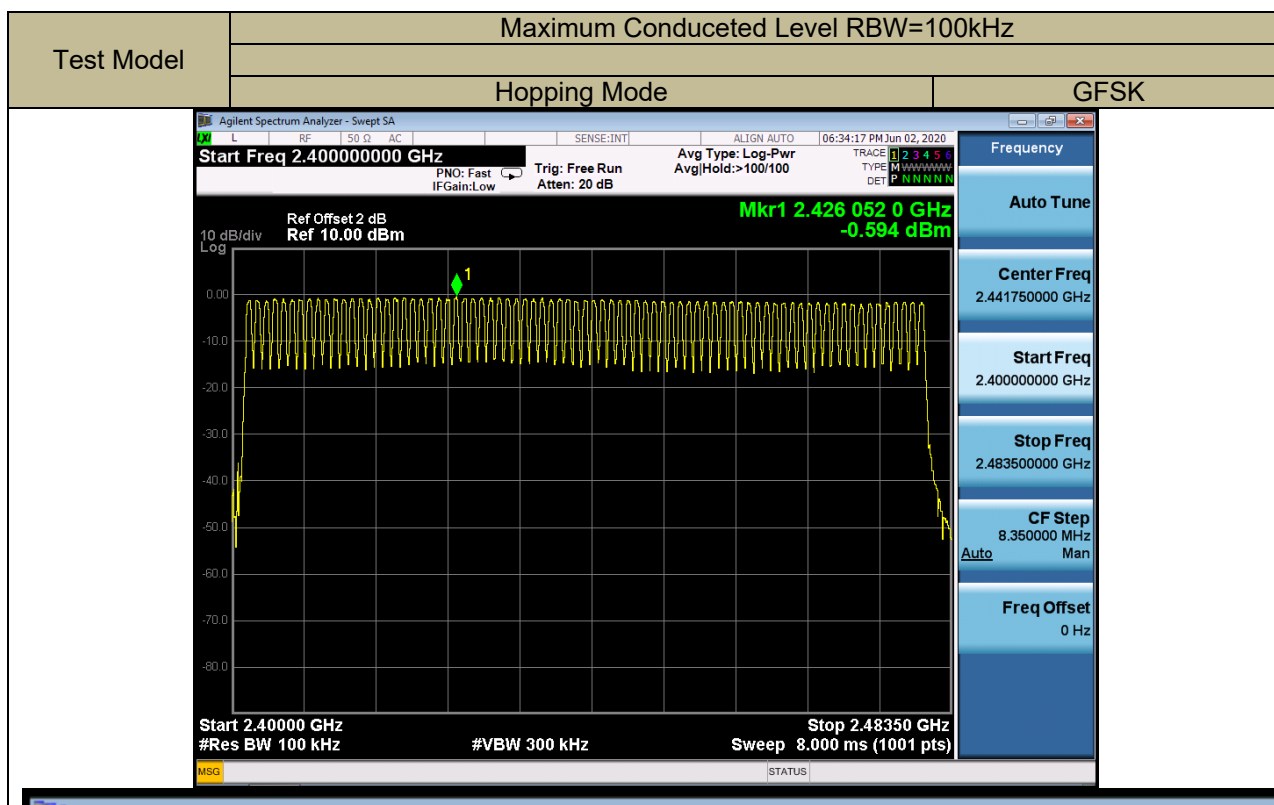 Test Model
Maximum Conduceted Level RBW=100kHz
Hopping Mode GFSK
Agilent Spectrum Analyzer - Swept SA
LXI L RF 50 Ω AC SENSE:INT ALIGN AUTO 06:34:17 PM Jun 02, 2020
Start Freq 2.400000000 GHz
PNO: Fast
IFGain:Low
Trig: Free Run
Atten: 20 dB
Avg Type: Log-Pwr
Avg|Hold:>100/100
TRACE 1 2 3 4 5 6
TYPE M WWWWW
DET P N N N N N
Mkr1 2.426 052 0 GHz
-0.594 dBm
Ref Offset 2 dB
10 dB/div Ref 10.00 dBm
Log
1
0.00
-10.0
-20.0
-30.0
-40.0
-50.0
-60.0
-70.0
-80.0
Start 2.40000 GHz Stop 2.48350 GHz
#Res BW 100 kHz #VBW 300 kHz Sweep 8.000 ms (1001 pts)
MSG STATUS
Frequency
Auto Tune
Center Freq
2.441750000 GHz
Start Freq
2.400000000 GHz
Stop Freq
2.483500000 GHz
CF Step
8.350000 MHz
Auto Man
Freq Offset
0 Hz